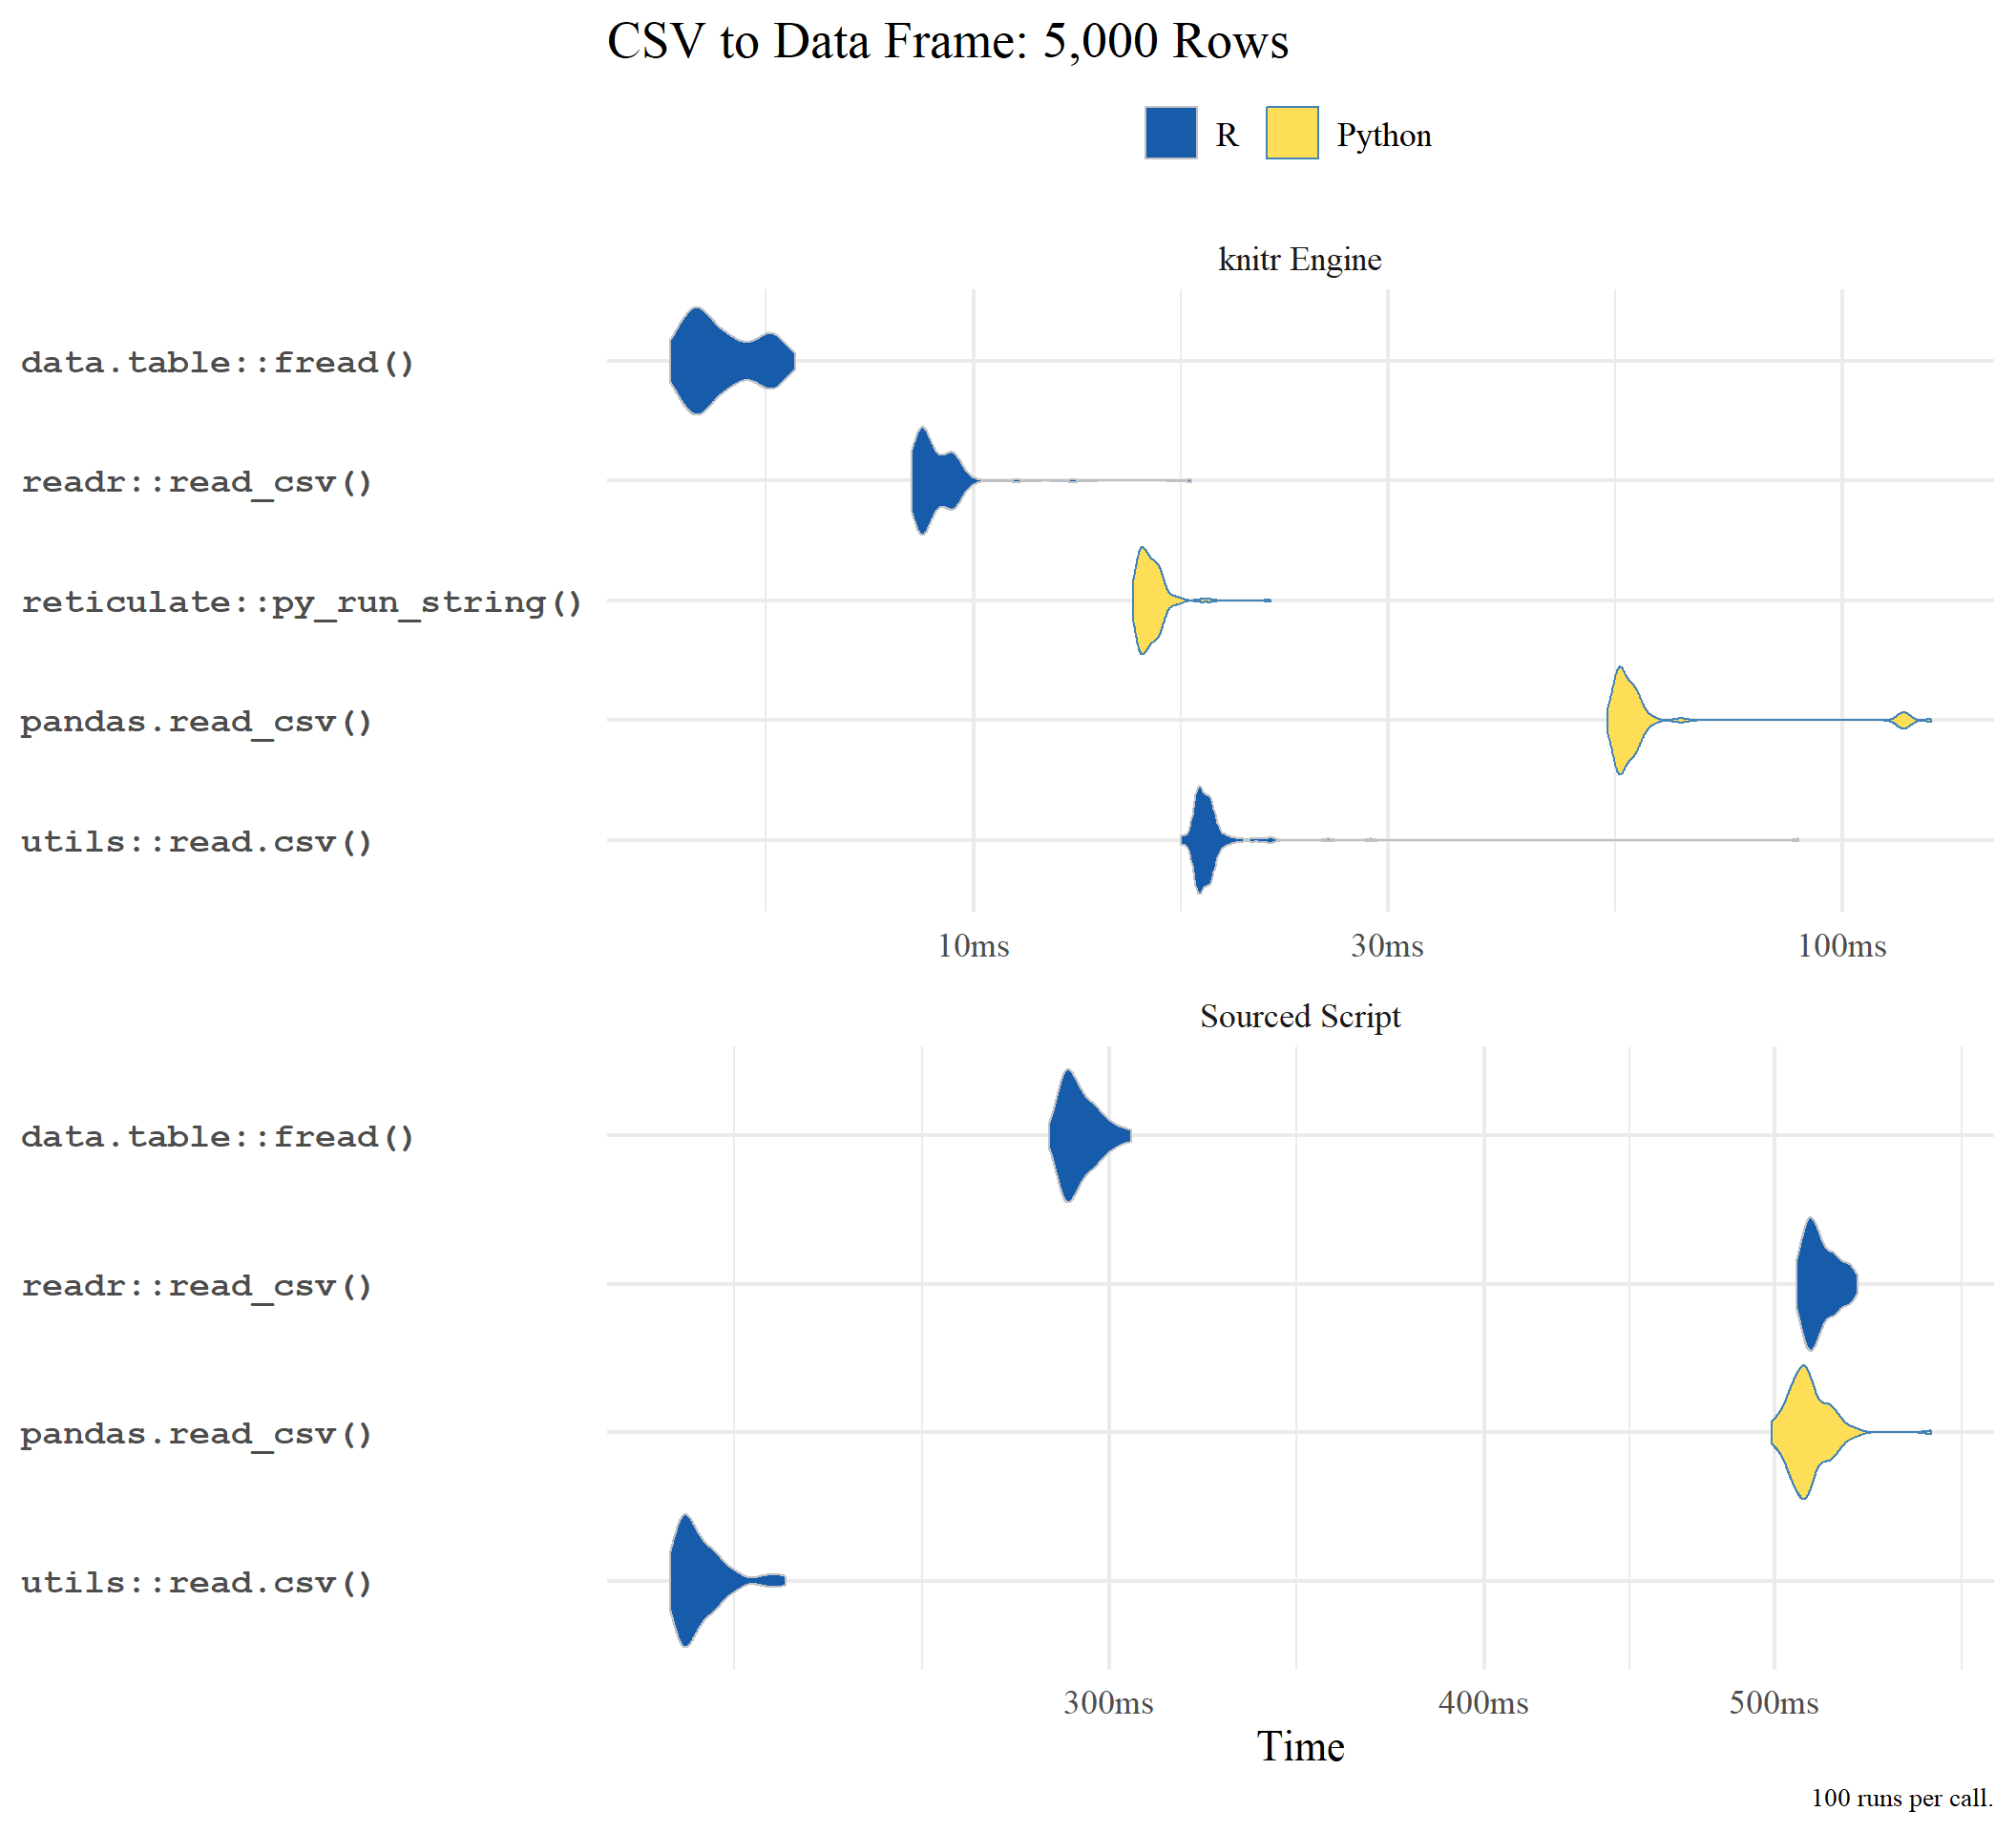 CSV to Data Frame: 5,000 Rows
R Python
knitr Engine
data.table::fread()
readr::read_csv()
reticulate::py_run_string()
pandas.read_csv()
utils::read.csv()
10ms 30ms 100ms
Sourced Script
data.table::fread()
readr::read_csv()
pandas.read_csv()
utils::read.csv()
300ms 400ms 500ms
Time
100 runs per call.